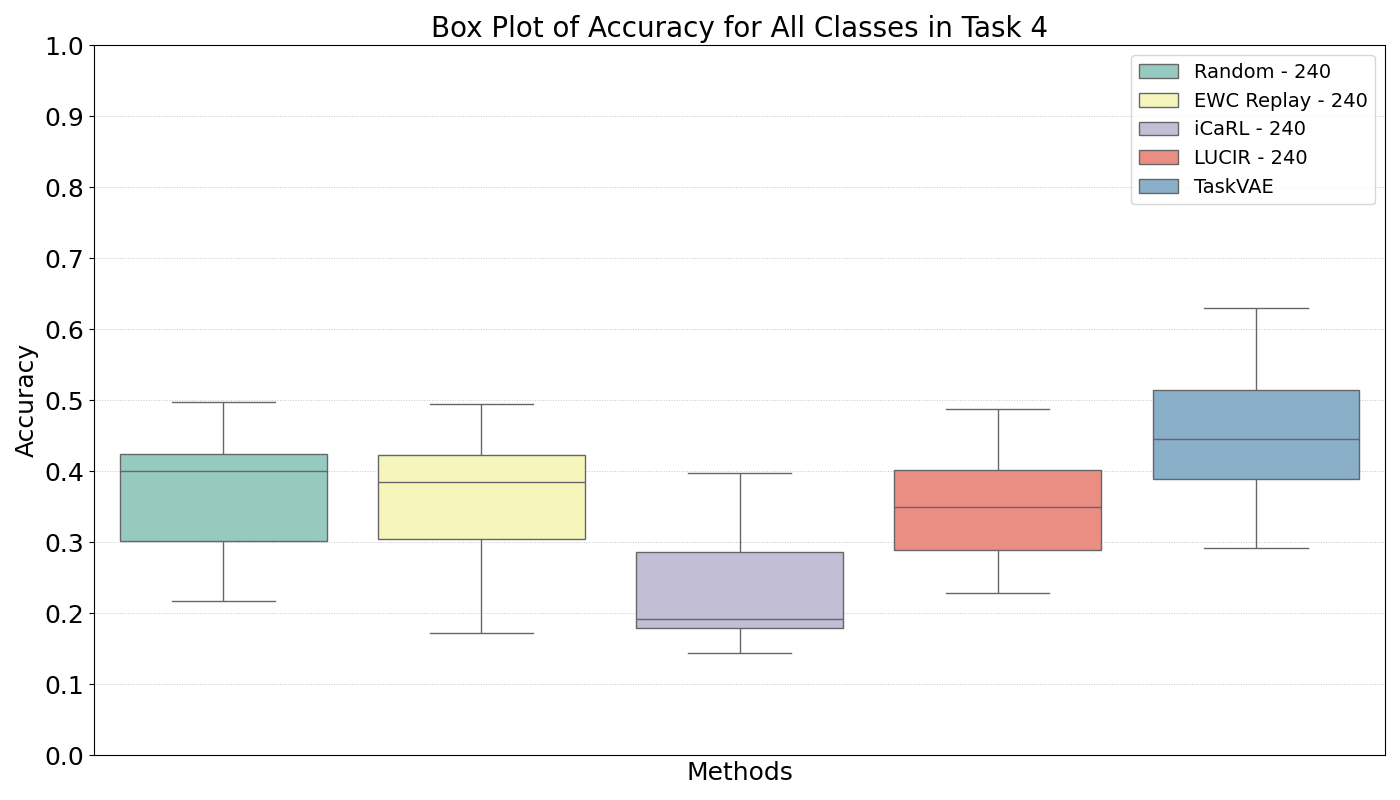 Box Plot of Accuracy for All Classes in Task 4
1.0
0.9
0.8
0.7
0.6
0.5
0.4
0.3
0.2
0.1
0.0
Accuracy
Methods
Random - 240
EWC Replay - 240
iCaRL - 240
LUCIR - 240
TaskVAE